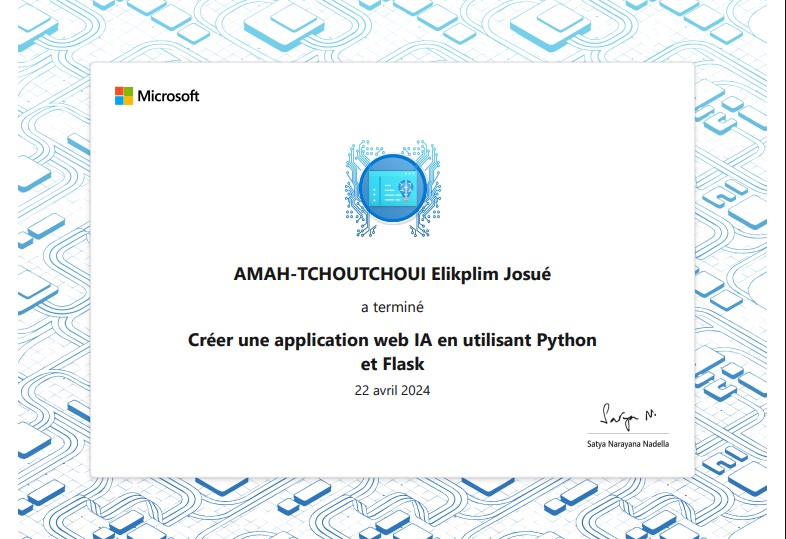 Microsoft
AMAH-TCHOUTCHOUI Elikplim Josué
a terminé
Créer une application web IA en utilisant Python
et Flask
22 avril 2024
Satya N.
Satya Narayana Nadella